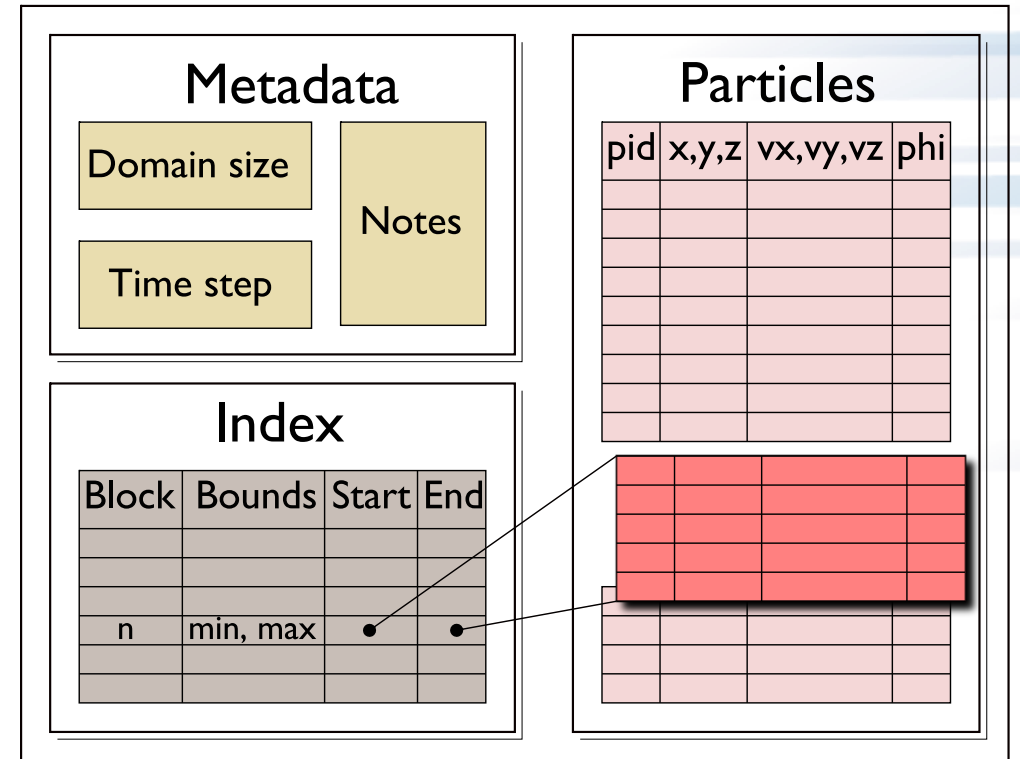 Metadata
Domain size
Time step
Notes
Index
Block Bounds Start End
n min, max
Particles
pid x,y,z vx,vy,vz phi